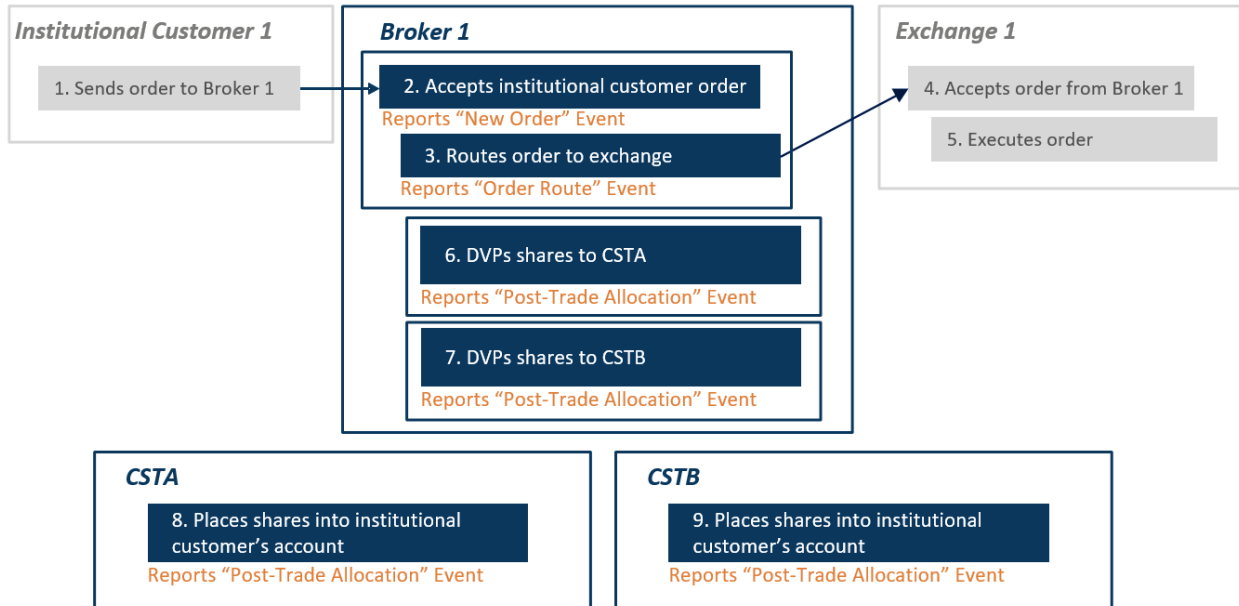 Institutional Customer 1
1. Sends order to Broker 1
Broker 1
2. Accepts institutional customer order
Reports “New Order” Event
3. Routes order to exchange
Reports “Order Route” Event
Exchange 1
4. Accepts order from Broker 1
5. Executes order
6. DVPs shares to CSTA
Reports “Post-Trade Allocation” Event
7. DVPs shares to CSTB
Reports “Post-Trade Allocation” Event
CSTA
8. Places shares into institutional
customer’s account
Reports “Post-Trade Allocation” Event
CSTB
9. Places shares into institutional
customer’s account
Reports “Post-Trade Allocation” Event